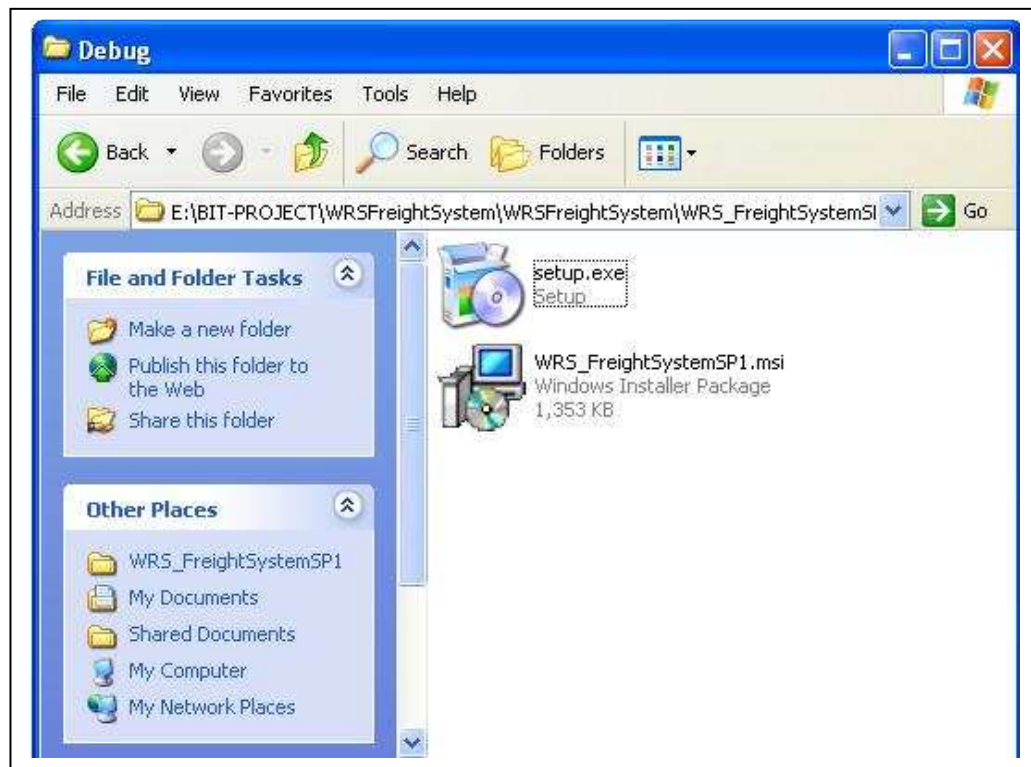 Debug
File Edit View Favorites Tools Help
Back Search Folders
Address E:\BIT-PROJECT\WRSFreightSystem\WRSFreightSystem\WRS_FreightSystemSI Go
File and Folder Tasks
Make a new folder
Publish this folder to
the Web
Share this folder
Other Places
WRS_FreightSystemSP1
My Documents
Shared Documents
My Computer
My Network Places
setup.exe
Setup
WRS_FreightSystemSP1.msi
Windows Installer Package
1,353 KB